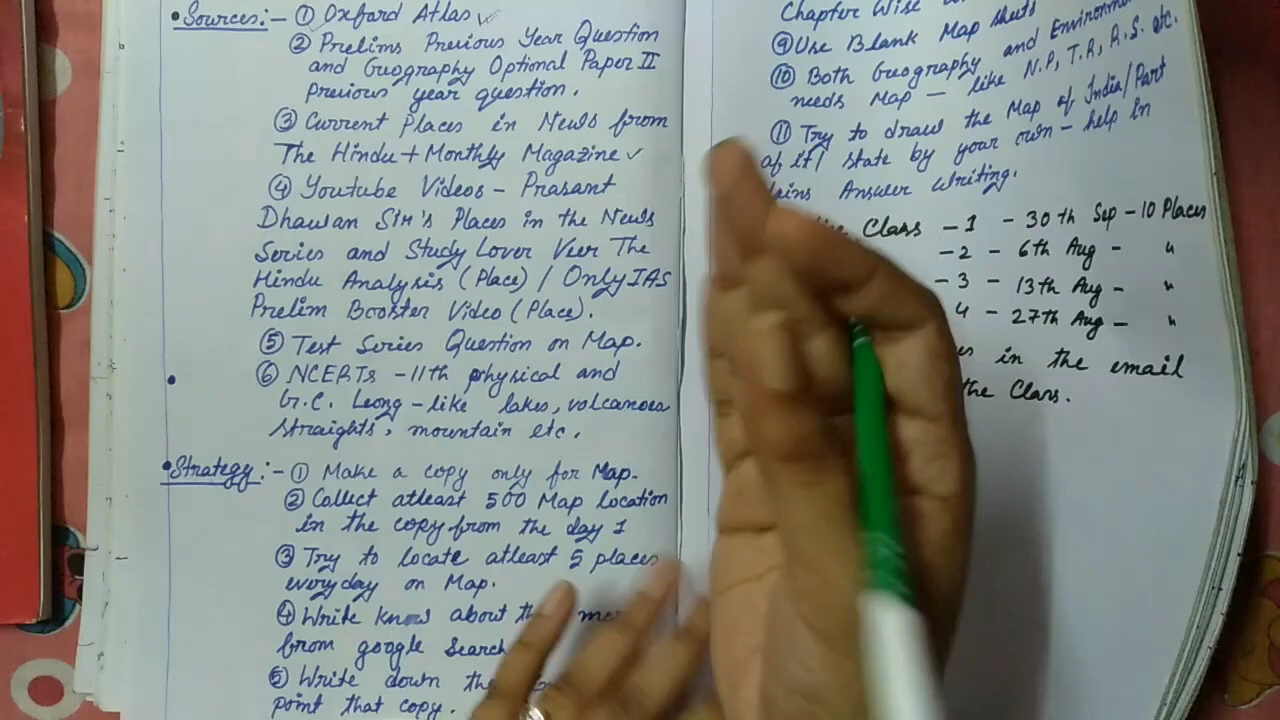 • Sources:- ① Oxford Atlas ✓
② Prelims Previous Year Question
and Geography Optional Paper II
previous year question.
③ Current Places in News from
The Hindu + Monthly Magazine ✓
④ Youtube Videos - Prasant
Dhawan Sir's Places in the News
Series and Study Lover Veer The
Hindu Analysis (Place) / OnlyIAS
Prelim Booster Video (Place).
⑤ Test Series Question on Map.
⑥ NCERTs - 11th physical and
G.C. Leong - like lakes, volcanoes
straights, mountain etc.
• Strategy:- ① Make a copy only for Map.
② Collect atleast 500 Map location
in the copy from the day 1
③ Try to locate atleast 5 places
everyday on Map.
④ Write know about the
from google Search
⑤ Write down the
point that copy.
Chapter Wise
⑨ Use Blank Map sheets
⑩ Both Geography and
needs Map - like N.P, T.R, R.S. etc.
⑪ Try to draw the Map of India/Part
of it/ state by your own - help in
Answer Writing.
Class - 1 - 30th Sep - 10 Places
- 2 - 6th Aug - "
- 3 - 13th Aug - "
4 - 27th Aug - "
in the email
the Class.